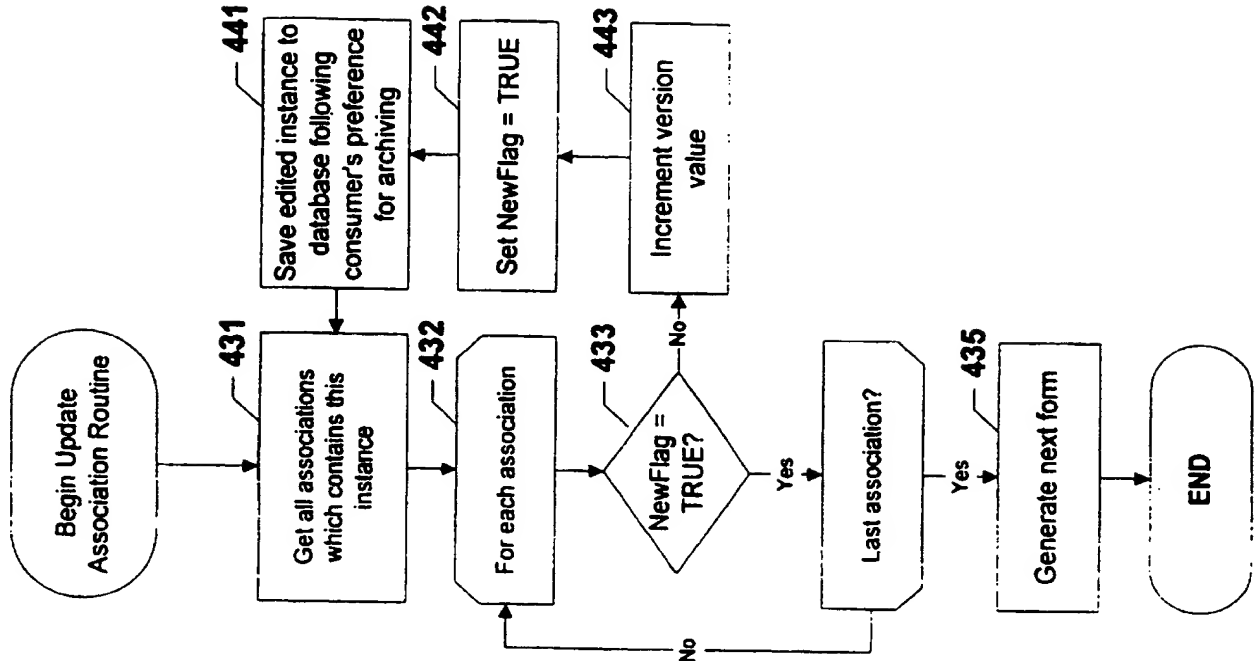 Begin Update
Association Routine
431
Get all associations
which contains this
instance
432
For each association
433
NewFlag =
TRUE?
No
Yes
Last association?
No
Yes
435
Generate next form
END
441
Save edited instance to
database following
consumer's preference
for archiving
442
Set NewFlag = TRUE
443
Increment version
value